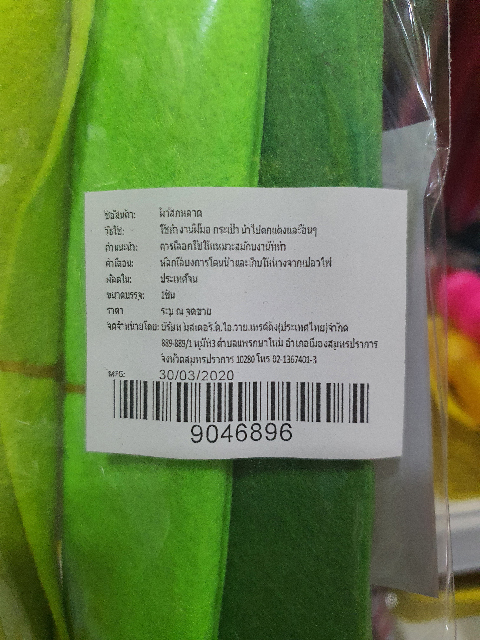 ชื่อสินค้า: ผ้าสักหลาด
วิธีใช้: ใช้ทำงานฝีมือ กระเป๋า นำไปตกแต่งและอื่นๆ
คำแนะนำ: ควรเลือกใช้ให้เหมาะสมกับงานที่ทำ
คำเตือน: หลีกเลี่ยงการโดนน้ำและเก็บให้ห่างจากเปลวไฟ
ผลิตใน: ประเทศจีน
ขนาดบรรจุ: 1ชิ้น
ราคา ระบุ ณ จุดขาย
จัดจำหน่ายโดย: บริษัท มิสเตอร์.ดี.ไอ.วาย.เทรดดิ้ง(ประเทศไทย)จำกัด
889-889/1 หมู่ที่3 ตำบลแพรกษาใหม่ อำเภอเมืองสมุทรปราการ
จังหวัดสมุทรปราการ 10280 โทร 02-1367401-3
MFG: 30/03/2020
9046896